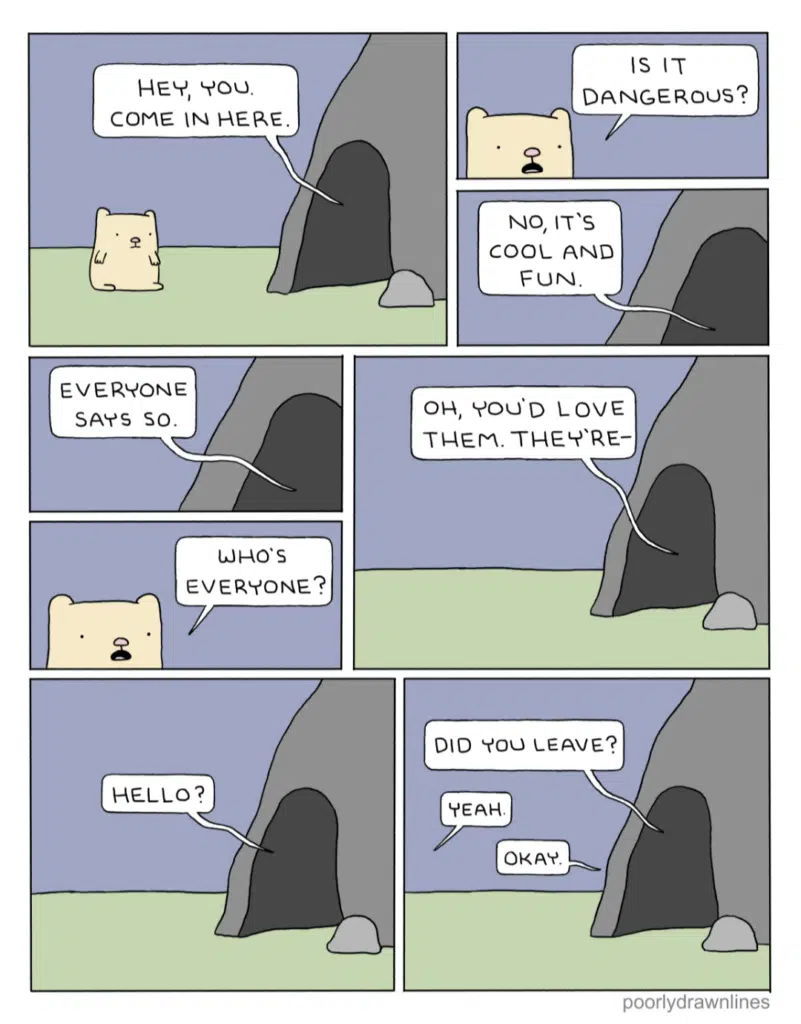 HEY, YOU.
COME IN HERE.
IS IT
DANGEROUS?
NO, IT'S
COOL AND
FUN.
EVERYONE
SAYS SO.
WHO'S
EVERYONE?
OH, YOU'D LOVE
THEM. THEY'RE-
HELLO?
DID YOU LEAVE?
YEAH.
OKAY.
poorlydrawnlines